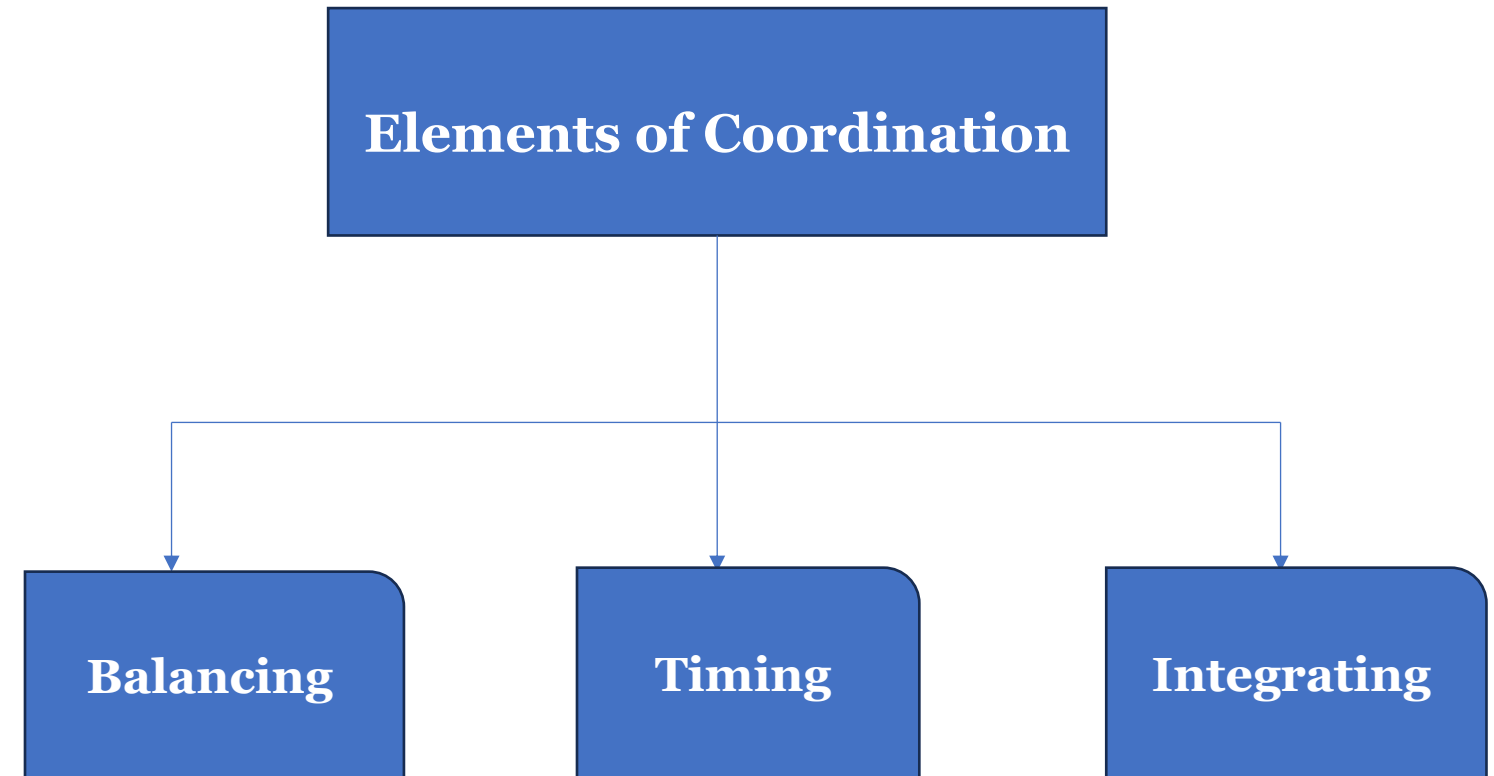 Elements of Coordination
Balancing
Timing
Integrating